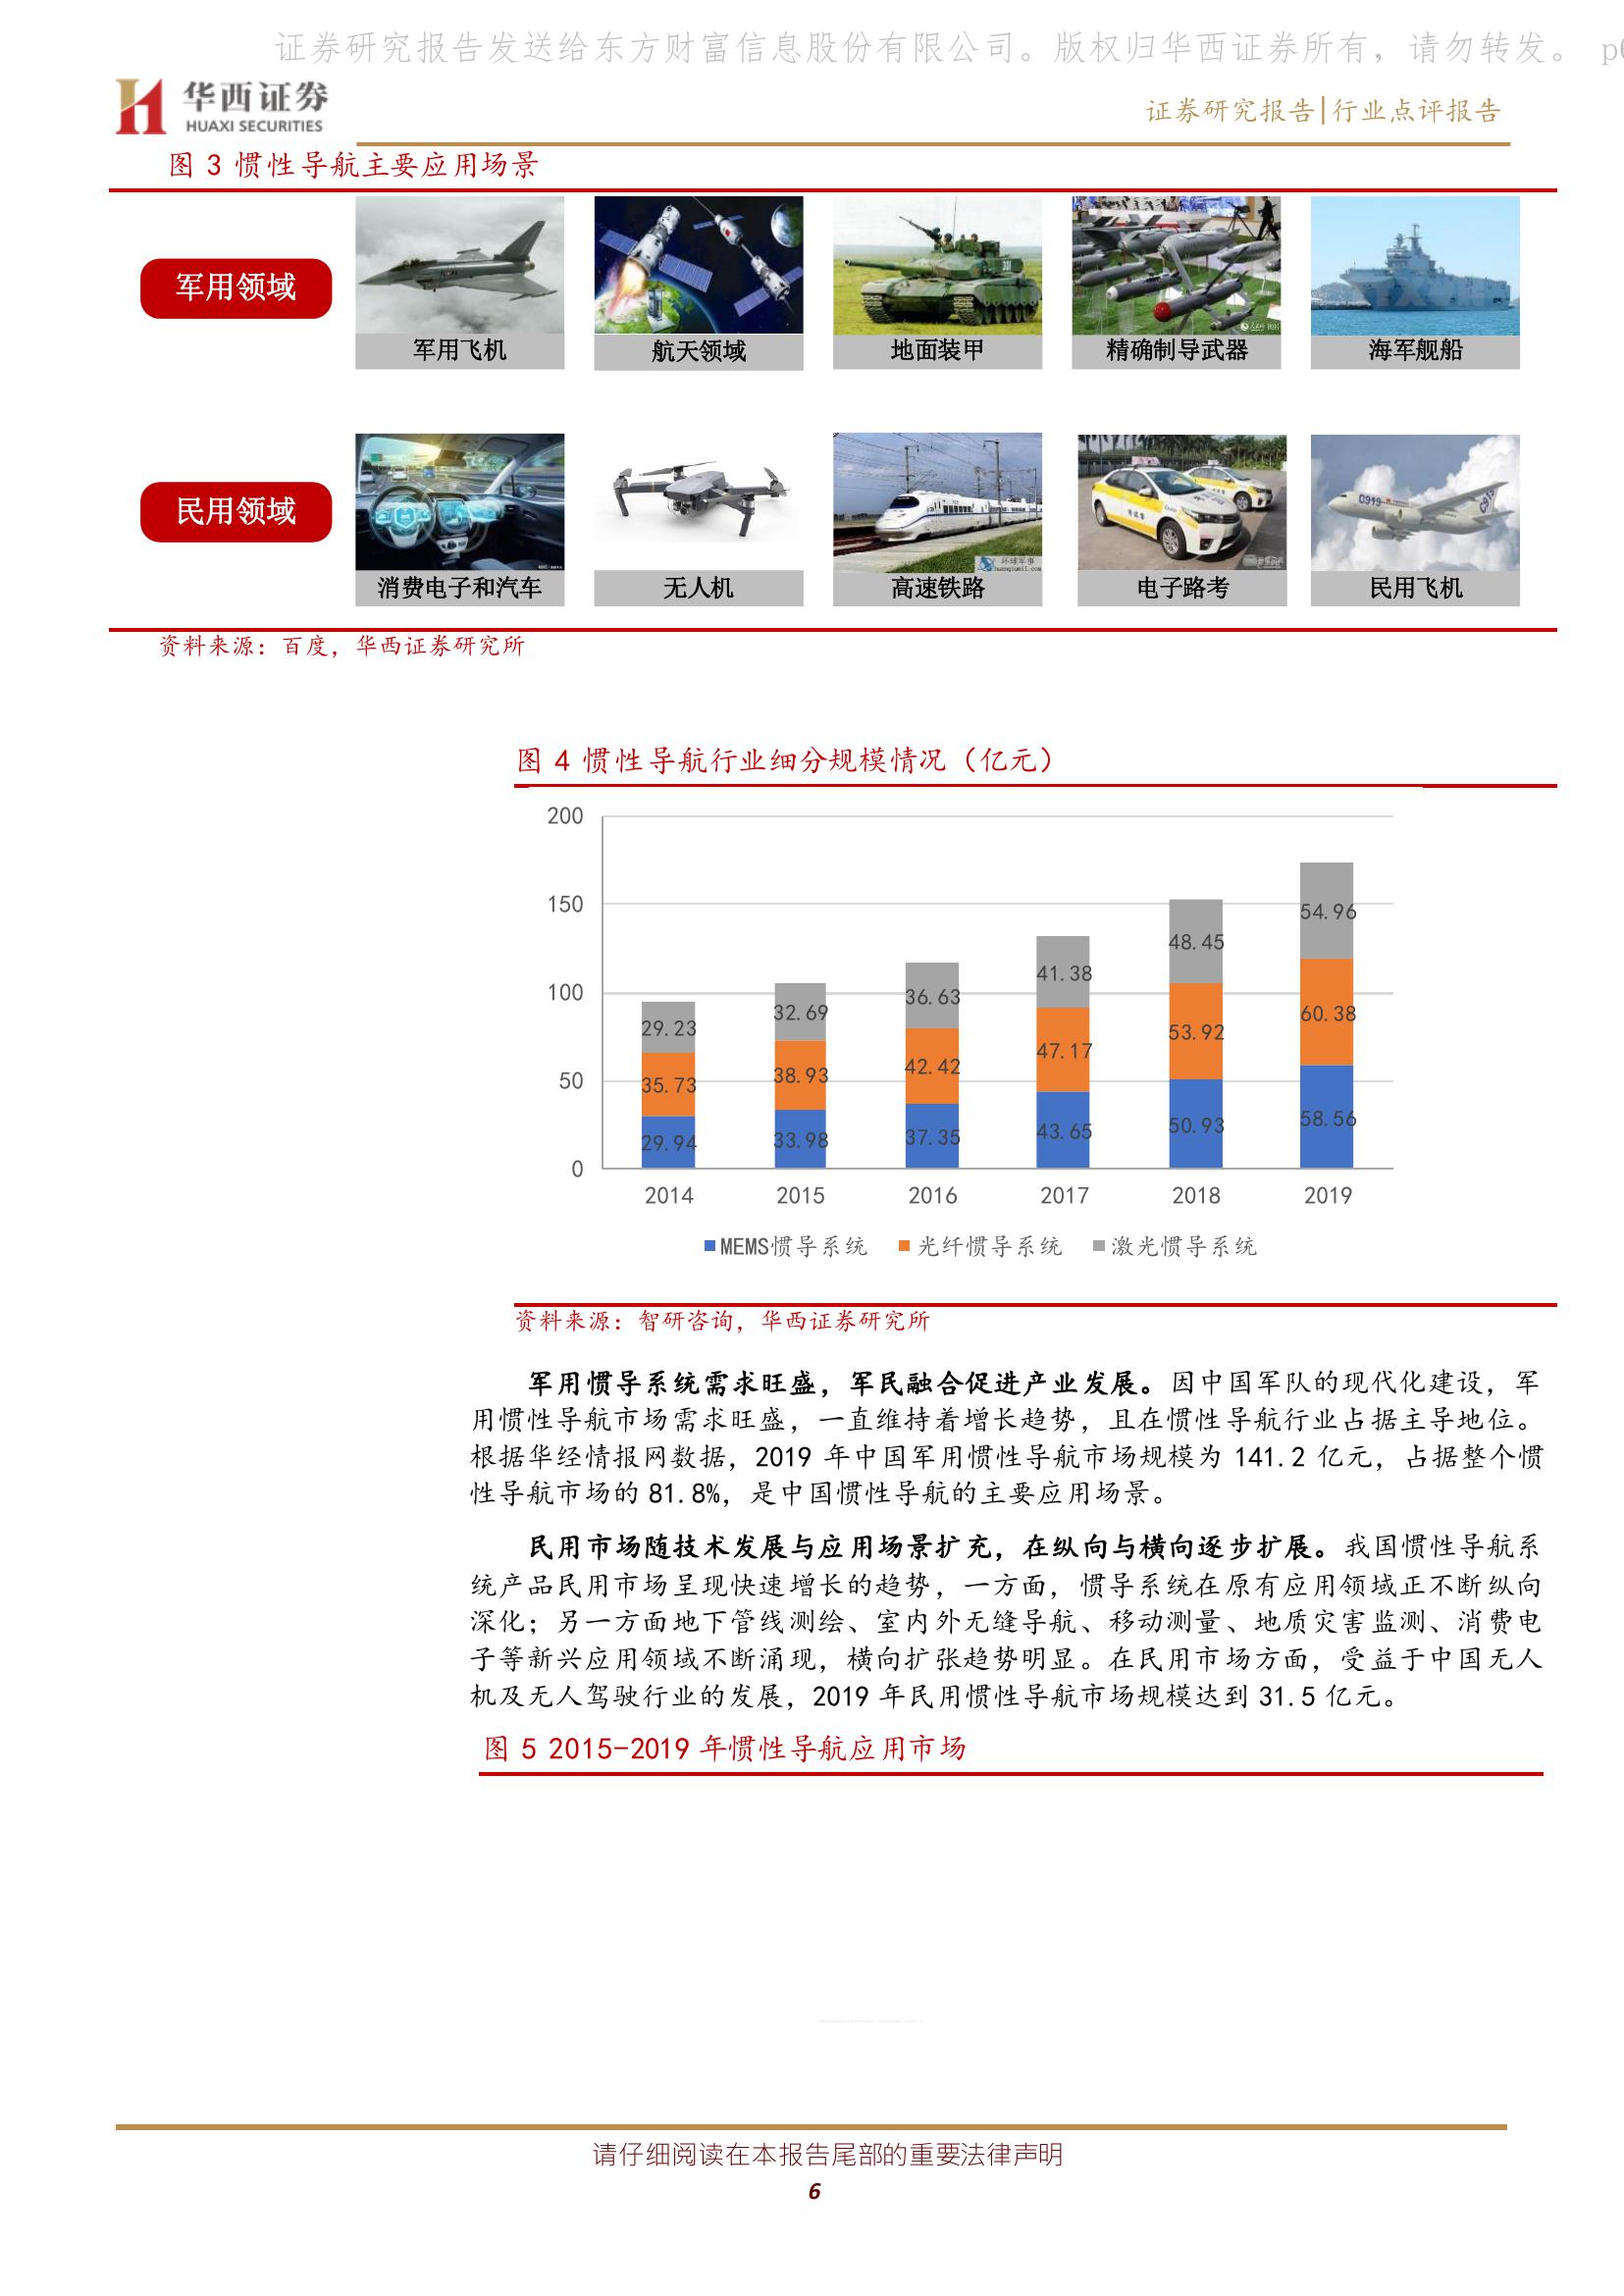 证券研究报告发送给东方财富信息股份有限公司。版权归华西证券所有，请勿转发。 p
华西证券
HUAXI SECURITIES
证券研究报告|行业点评报告
图 3 惯性导航主要应用场景
军用领域
军用飞机
航天领域
地面装甲
精确制导武器
海军舰船
民用领域
C919
环球军事
消费电子和汽车
无人机
高速铁路
电子路考
民用飞机
资料来源：百度，华西证券研究所
图 4 惯性导航行业细分规模情况（亿元）
200
150
100
50
0
29.23
32.69
36.63
41.38
48.45
54.96
35.73
38.93
42.42
47.17
53.92
60.38
29.94
33.98
37.35
43.65
50.93
58.56
2014 2015 2016 2017 2018 2019
MEMS惯导系统 光纤惯导系统 激光惯导系统
资料来源：智研咨询，华西证券研究所
军用惯导系统需求旺盛，军民融合促进产业发展。因中国军队的现代化建设，军
用惯性导航市场需求旺盛，一直维持着增长趋势，且在惯性导航行业占据主导地位。
根据华经情报网数据，2019 年中国军用惯性导航市场规模为 141.2 亿元，占据整个惯
性导航市场的 81.8%，是中国惯性导航的主要应用场景。
民用市场随技术发展与应用场景扩充，在纵向与横向逐步扩展。我国惯性导航系
统产品民用市场呈现快速增长的趋势，一方面，惯导系统在原有应用领域正不断纵向
深化；另一方面地下管线测绘、室内外无缝导航、移动测量、地质灾害监测、消费电
子等新兴应用领域不断涌现，横向扩张趋势明显。在民用市场方面，受益于中国无人
机及无人驾驶行业的发展，2019 年民用惯性导航市场规模达到 31.5 亿元。
图 5 2015-2019 年惯性导航应用市场
请仔细阅读在本报告尾部的重要法律声明
6